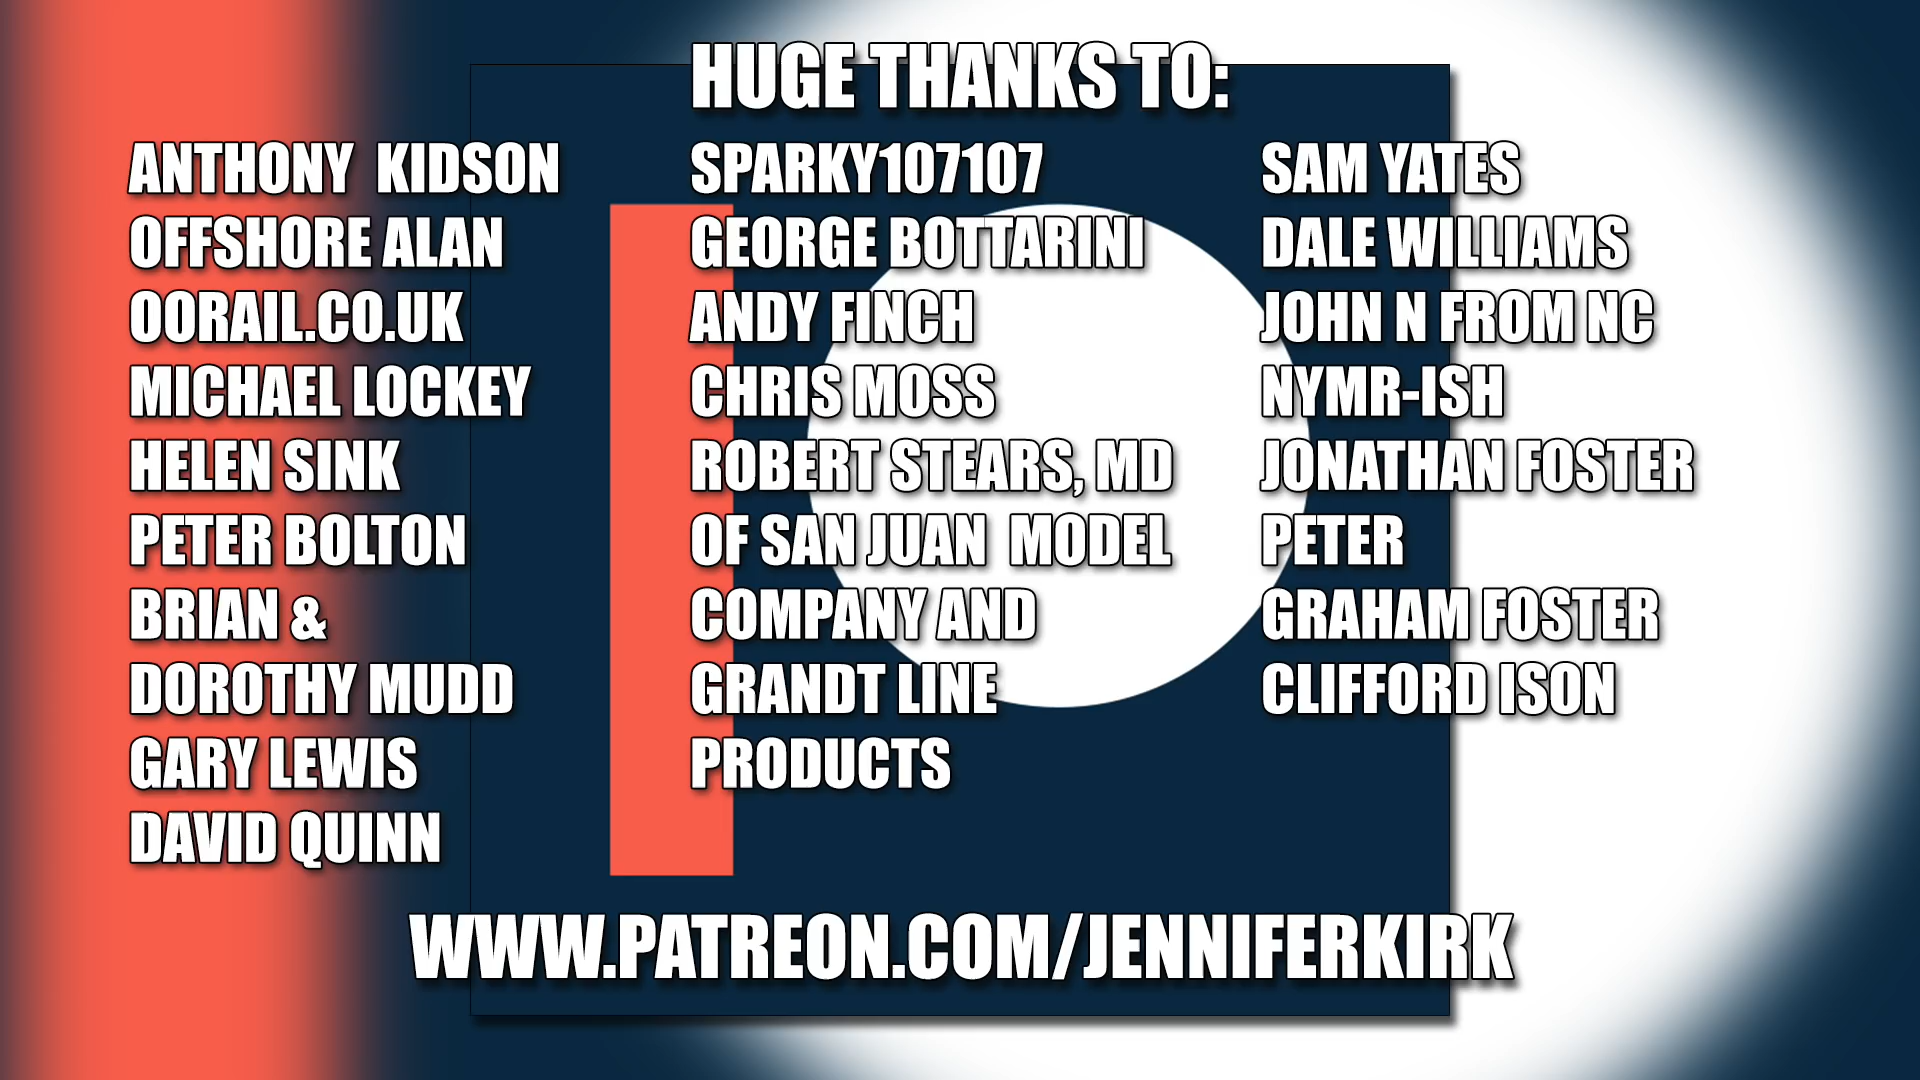 HUGE THANKS TO:
ANTHONY  KIDSON
OFFSHORE ALAN
OORAIL.CO.UK
MICHAEL LOCKEY
HELEN SINK
PETER BOLTON
BRIAN &
DOROTHY MUDD
GARY LEWIS
DAVID QUINN
SPARKY107107
GEORGE BOTTARINI
ANDY FINCH
CHRIS MOSS
ROBERT STEARS, MD
OF SAN JUAN  MODEL
COMPANY AND
GRANDT LINE
PRODUCTS
SAM YATES
DALE WILLIAMS
JOHN N FROM NC
NYMR-ISH
JONATHAN FOSTER
PETER
GRAHAM FOSTER
CLIFFORD ISON
WWW.PATREON.COM/JENNIFERKIRK